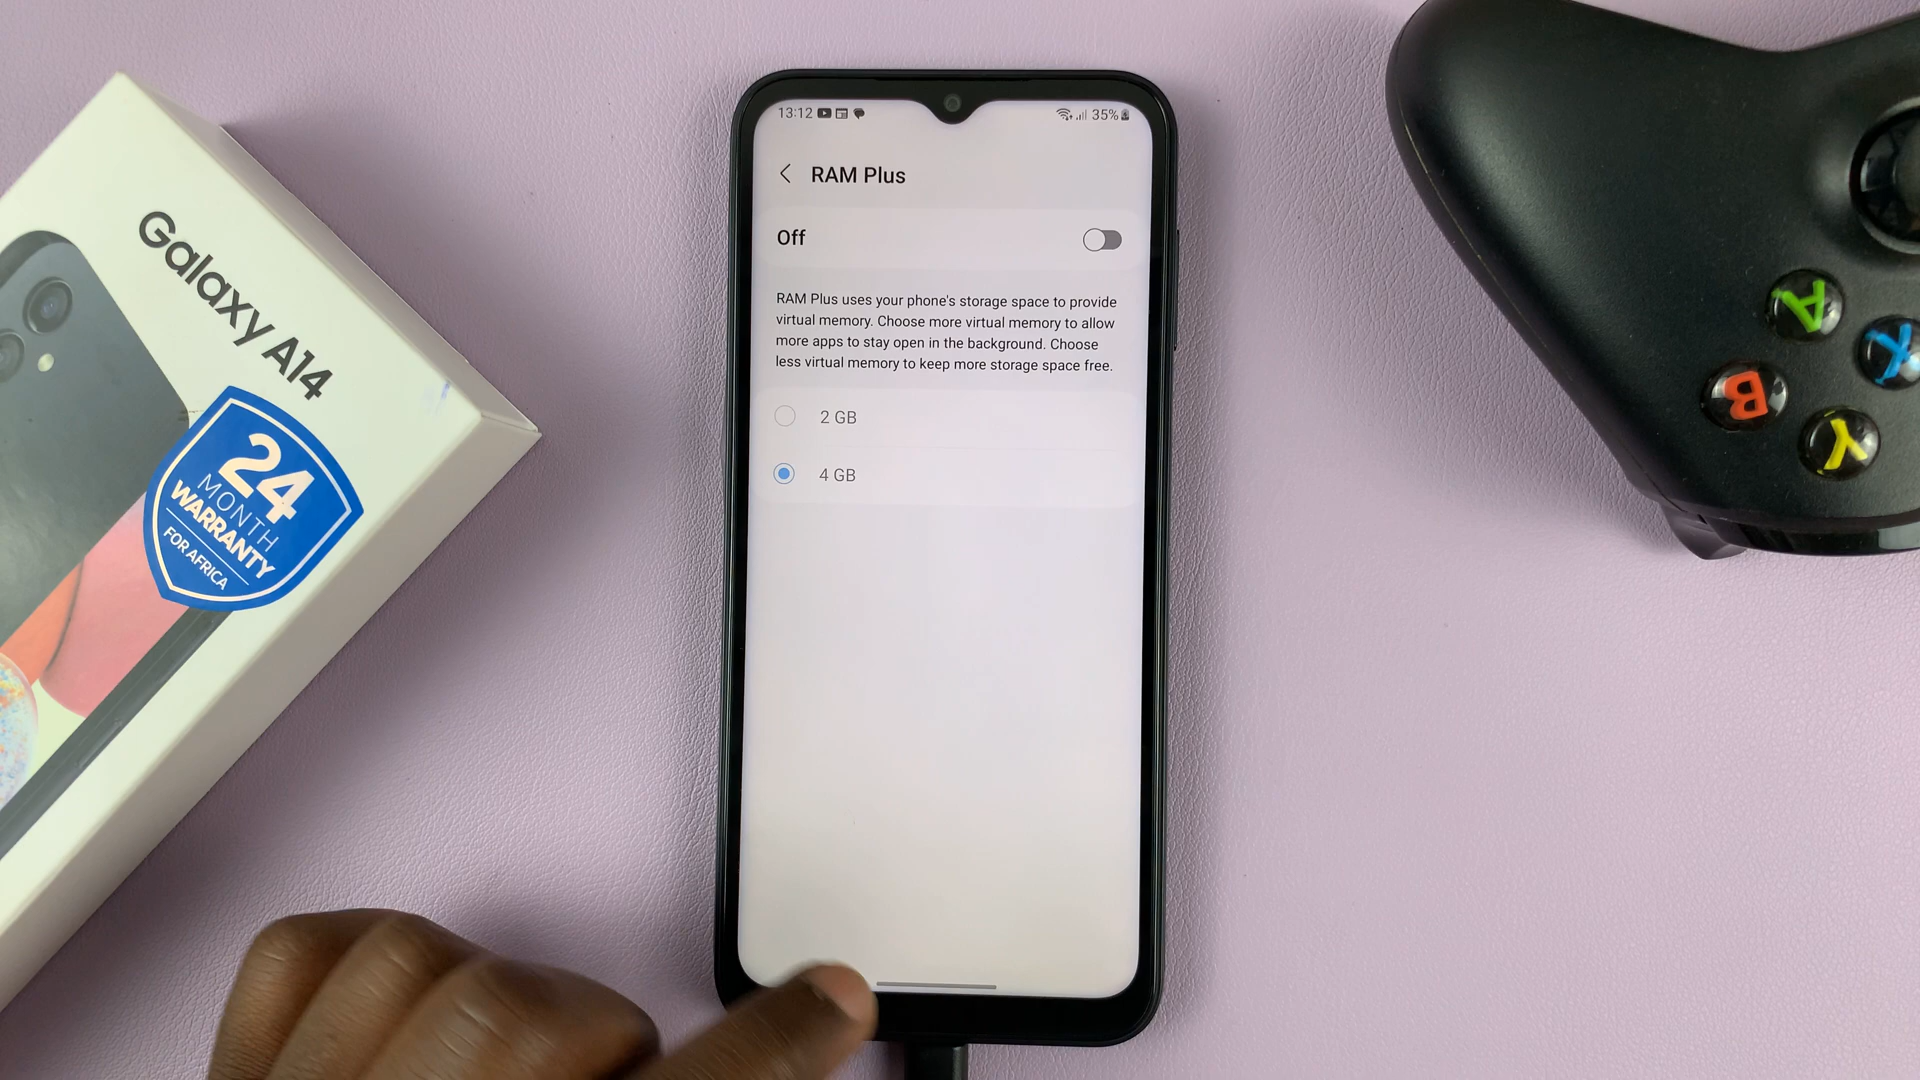 Galaxy A14
24
MONTH
WARRANTY
FOR AFRICA
13:12
35%
RAM Plus
Off
RAM Plus uses your phone's storage space to provide
virtual memory. Choose more virtual memory to allow
more apps to stay open in the background. Choose
less virtual memory to keep more storage space free.
2 GB
4 GB
A
X
B
Y